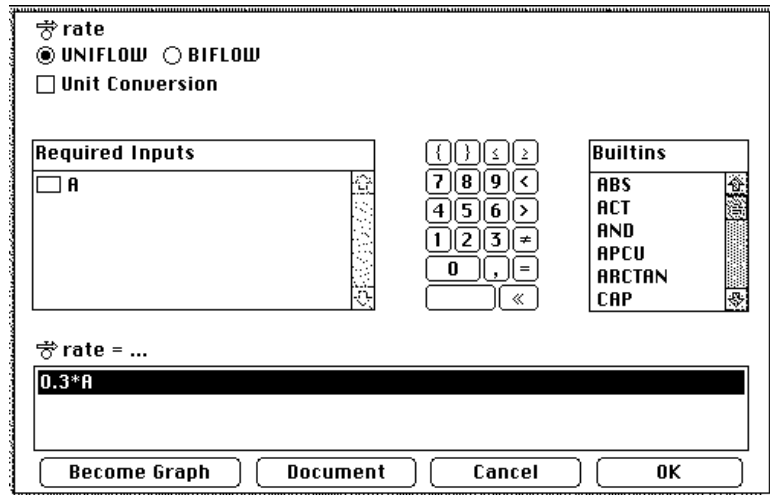 rate
UNIFLOW BIFLOW
Unit Conversion
Required Inputs
A
{ } ≤ ≥
7 8 9 <
4 5 6 >
1 2 3 ≠
0 , =
«
Builtins
ABS
ACT
AND
APCU
ARCTAN
CAP
rate = ...
0.3*A
Become Graph Document Cancel OK